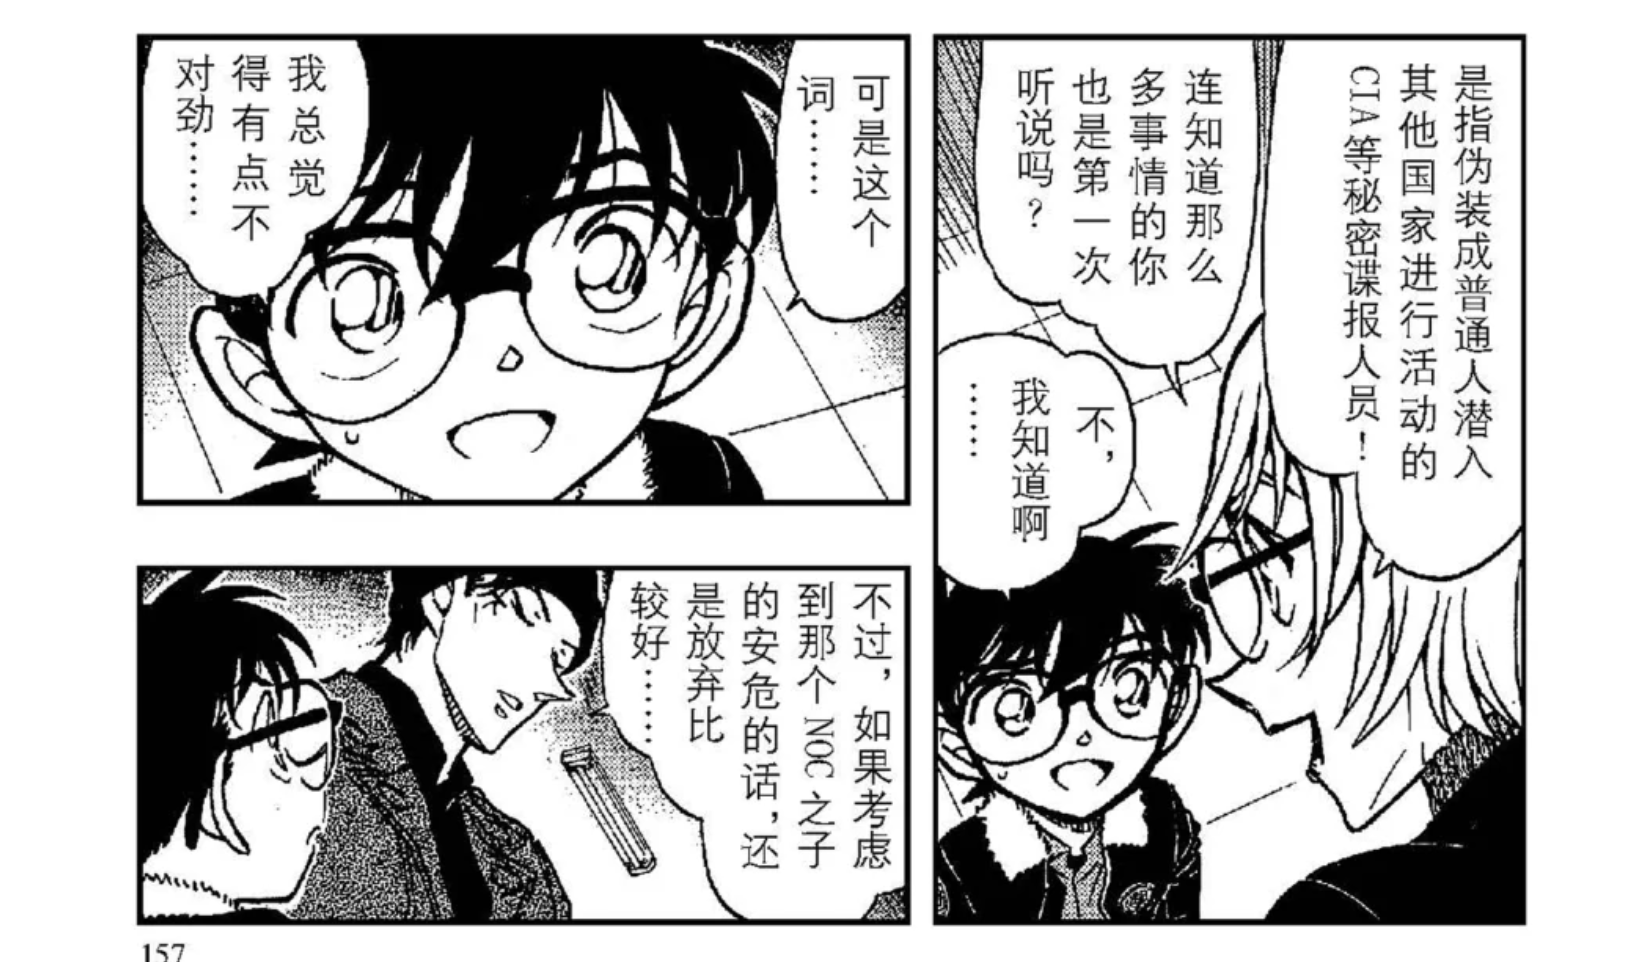 是指伪装成普通人潜入
其他国家进行活动的
CIA等秘密谍报人员！
连知道那么
多事情的你
也是第一次
听说吗？
不，
我知道啊
……
可是这个
词……
我总觉
得有点不
对劲……
不过，如果考虑
到那个NOC之子
的安危的话，还
是放弃比
较好……
157